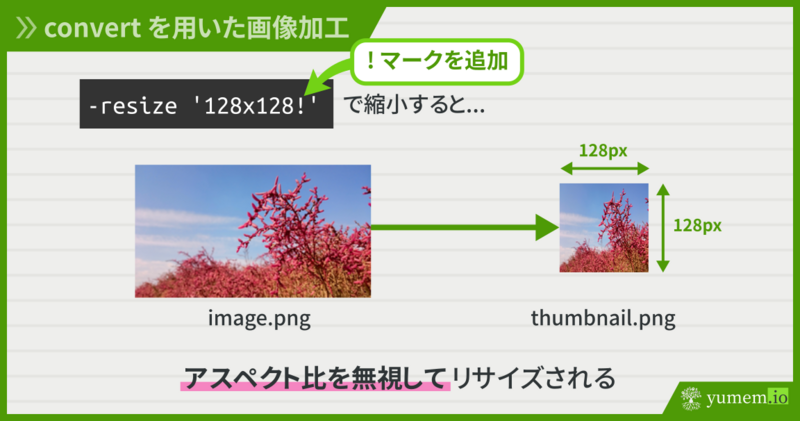 convert を用いた画像加工
! マークを追加
-resize '128x128!' で縮小すると...
128px
128px
image.png
thumbnail.png
アスペクト比を無視してリサイズされる
yumem.io